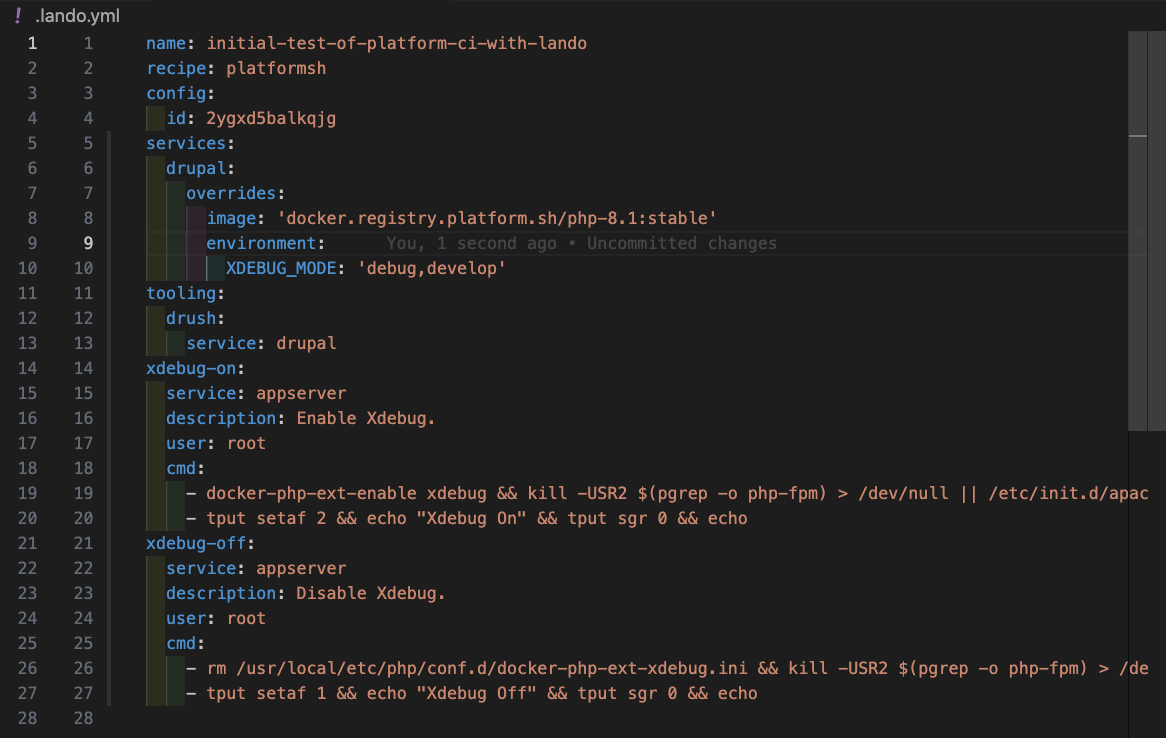 ! .lando.yml
1 1 name: initial-test-of-platform-ci-with-lando
2 2 recipe: platformsh
3 3 config:
4 4 id: 2ygxd5balkqjg
5 5 services:
6 6 drupal:
7 7 overrides:
8 8 image: 'docker.registry.platform.sh/php-8.1:stable'
9 9 environment: You, 1 second ago • Uncommitted changes
10 10 XDEBUG_MODE: 'debug,develop'
11 11 tooling:
12 12 drush:
13 13 service: drupal
14 14 xdebug-on:
15 15 service: appserver
16 16 description: Enable Xdebug.
17 17 user: root
18 18 cmd:
19 19 - docker-php-ext-enable xdebug && kill -USR2 $(pgrep -o php-fpm) > /dev/null || /etc/init.d/apac
20 20 - tput setaf 2 && echo "Xdebug On" && tput sgr 0 && echo
21 21 xdebug-off:
22 22 service: appserver
23 23 description: Disable Xdebug.
24 24 user: root
25 25 cmd:
26 26 - rm /usr/local/etc/php/conf.d/docker-php-ext-xdebug.ini && kill -USR2 $(pgrep -o php-fpm) > /de
27 27 - tput setaf 1 && echo "Xdebug Off" && tput sgr 0 && echo
28 28